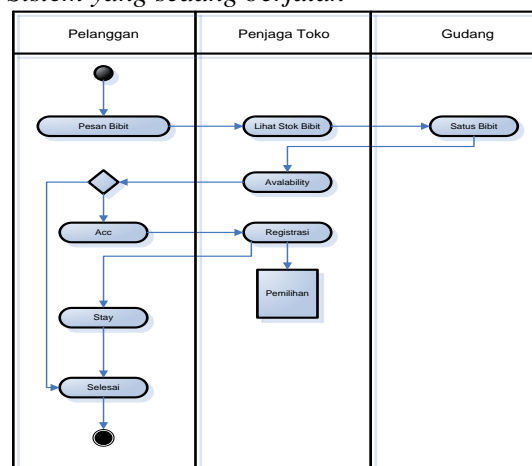 Sistem yang sedang berjalan
Pelanggan
Penjaga Toko
Gudang
Pesan Bibit
Lihat Stok Bibit
Satus Bibit
Avalability
Acc
Registrasi
Pemilihan
Stay
Selesai